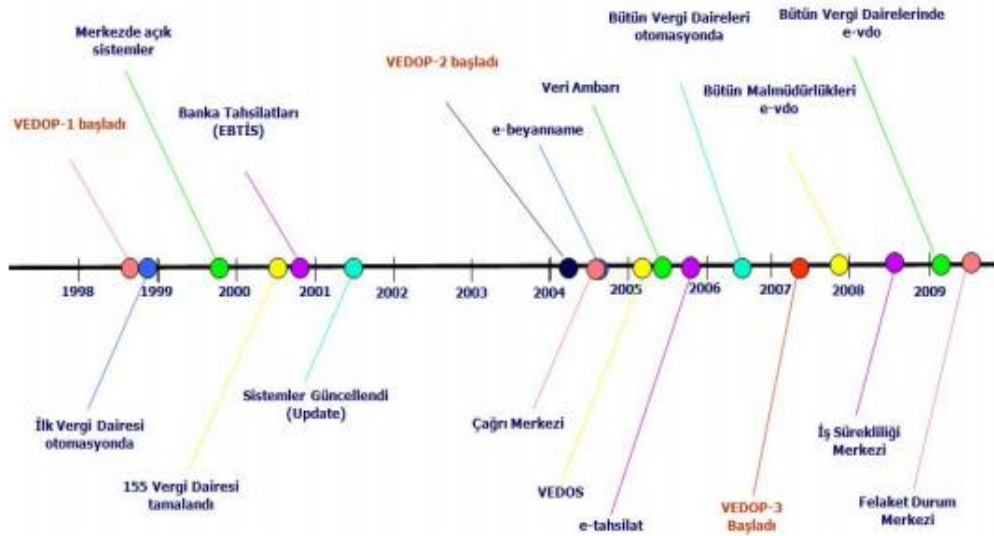 Merkezde açık
sistemler
VEDOP-1 başladı
Banka Tahsilatları
(EBTİS)
VEDOP-2 başladı
e-beyanname
Veri Ambarı
Bütün Vergi Daireleri
otomasyonda
Bütün Malmüdürlükleri
e-vdo
Bütün Vergi Dairelerinde
e-vdo
1998
1999
2000
2001
2002
2003
2004
2005
2006
2007
2008
2009
İlk Vergi Dairesi
otomasyonda
155 Vergi Dairesi
tamalandı
Sistemler Güncellendi
(Update)
Çağrı Merkezi
VEDOS
e-tahsilat
VEDOP-3
Başladı
İş Sürekliliği
Merkezi
Felaket Durum
Merkezi